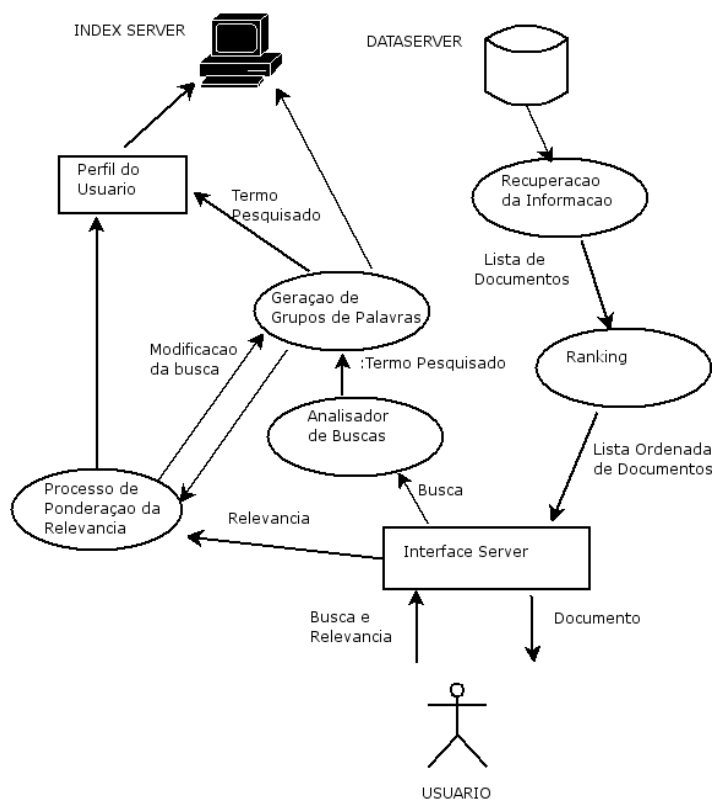 INDEX SERVER
DATASERVER
Perfil do
Usuario
Termo
Pesquisado
Recuperacao
da Informacao
Lista de
Documentos
Geraçao de
Grupos de Palavras
Modificacao
da busca
:Termo Pesquisado
Ranking
Analisador
de Buscas
Lista Ordenada
de Documentos
Processo de
Ponderaçao da
Relevancia
Busca
Relevancia
Interface Server
Busca e
Relevancia
Documento
USUARIO